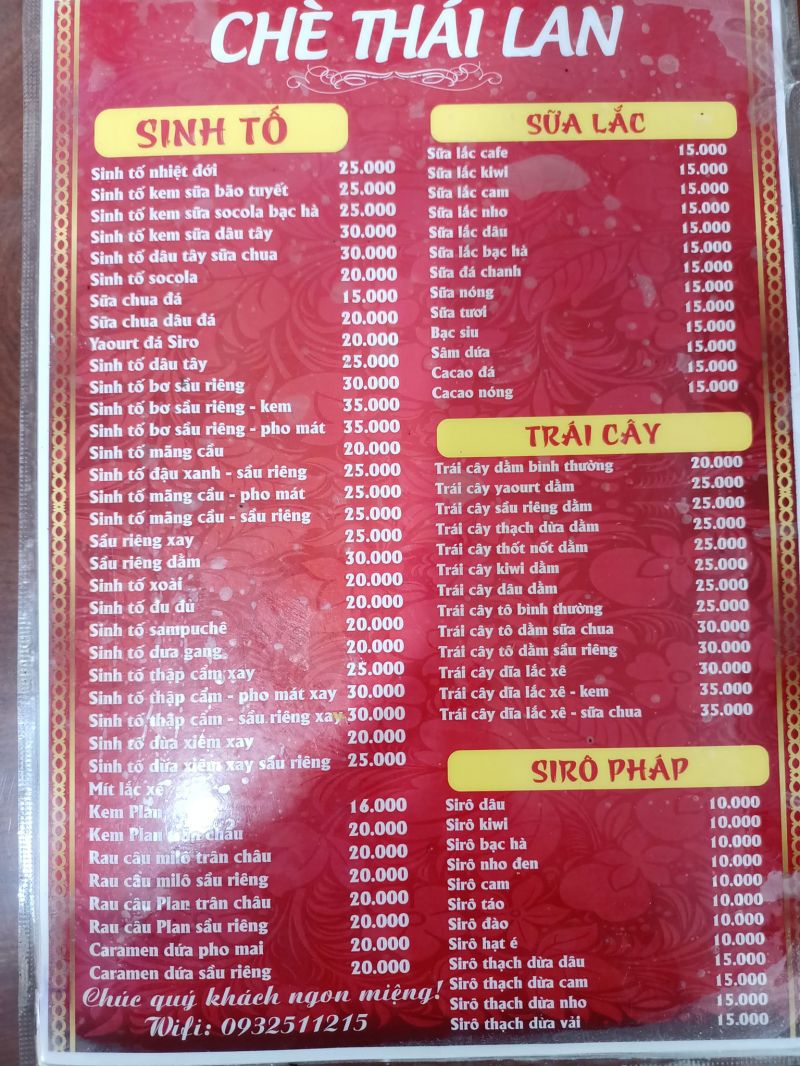 CHÈ THÁI LAN
SINH TỐ
Sinh tố nhiệt đới 25.000
Sinh tố kem sữa bão tuyết 25.000
Sinh tố kem sữa socola bạc hà 25.000
Sinh tố kem sữa dâu tây 30.000
Sinh tố dâu tây sữa chua 30.000
Sinh tố socola 20.000
Sữa chua đá 15.000
Sữa chua dâu đá 20.000
Yaourt đá Siro 20.000
Sinh tố dâu tây 25.000
Sinh tố bơ sầu riêng 30.000
Sinh tố bơ sầu riêng - kem 35.000
Sinh tố bơ sầu riêng - pho mát 35.000
Sinh tố mãng cầu 20.000
Sinh tố đậu xanh - sầu riêng 25.000
Sinh tố mãng cầu - pho mát 25.000
Sinh tố mãng cầu - sầu riêng 25.000
Sầu riêng xay 25.000
Sầu riêng dằm 30.000
Sinh tố xoài 20.000
Sinh tố đu đủ 20.000
Sinh tố sampuchê 20.000
Sinh tố dưa gang 20.000
Sinh tố thập cẩm xay 25.000
Sinh tố thập cẩm - pho mát xay 30.000
Sinh tố thập cẩm - sầu riêng xay 30.000
Sinh tố dừa xiêm xay 20.000
Sinh tố dừa xiêm xay sầu riêng 25.000
Mít lắc xê
Kem Plan 16.000
Kem Plan châu 20.000
Rau câu milô trân châu 20.000
Rau câu milô sầu riêng 20.000
Rau câu Plan trân châu 20.000
Rau câu Plan sầu riêng 20.000
Caramen dứa pho mai 20.000
Caramen dứa sầu riêng 20.000
Chúc quý khách ngon miệng!
Wifi: 0932511215
SỮA LẮC
Sữa lắc cafe 15.000
Sữa lắc kiwi 15.000
Sữa lắc cam 15.000
Sữa lắc nho 15.000
Sữa lắc dâu 15.000
Sữa lắc bạc hà 15.000
Sữa đá chanh 15.000
Sữa nóng 15.000
Sữa tươi 15.000
Bạc sỉu 15.000
Sâm dứa 15.000
Cacao đá 15.000
Cacao nóng 15.000
TRÁI CÂY
Trái cây dằm bình thường 20.000
Trái cây yaourt dằm 25.000
Trái cây sầu riêng dằm 25.000
Trái cây thạch dừa dằm 25.000
Trái cây thốt nốt dằm 25.000
Trái cây kiwi dằm 25.000
Trái cây dâu dằm 25.000
Trái cây tô bình thường 25.000
Trái cây tô dằm sữa chua 30.000
Trái cây tô dằm sầu riêng 30.000
Trái cây dĩa lắc xê 30.000
Trái cây dĩa lắc xê - kem 35.000
Trái cây dĩa lắc xê - sữa chua 35.000
SIRÔ PHÁP
Sirô dâu 10.000
Sirô kiwi 10.000
Sirô bạc hà 10.000
Sirô nho đen 10.000
Sirô cam 10.000
Sirô táo 10.000
Sirô đào 10.000
Sirô hạt é 10.000
Sirô thạch dừa dâu 15.000
Sirô thạch dừa cam 15.000
Sirô thạch dừa nho 15.000
Sirô thạch dừa vải 15.000